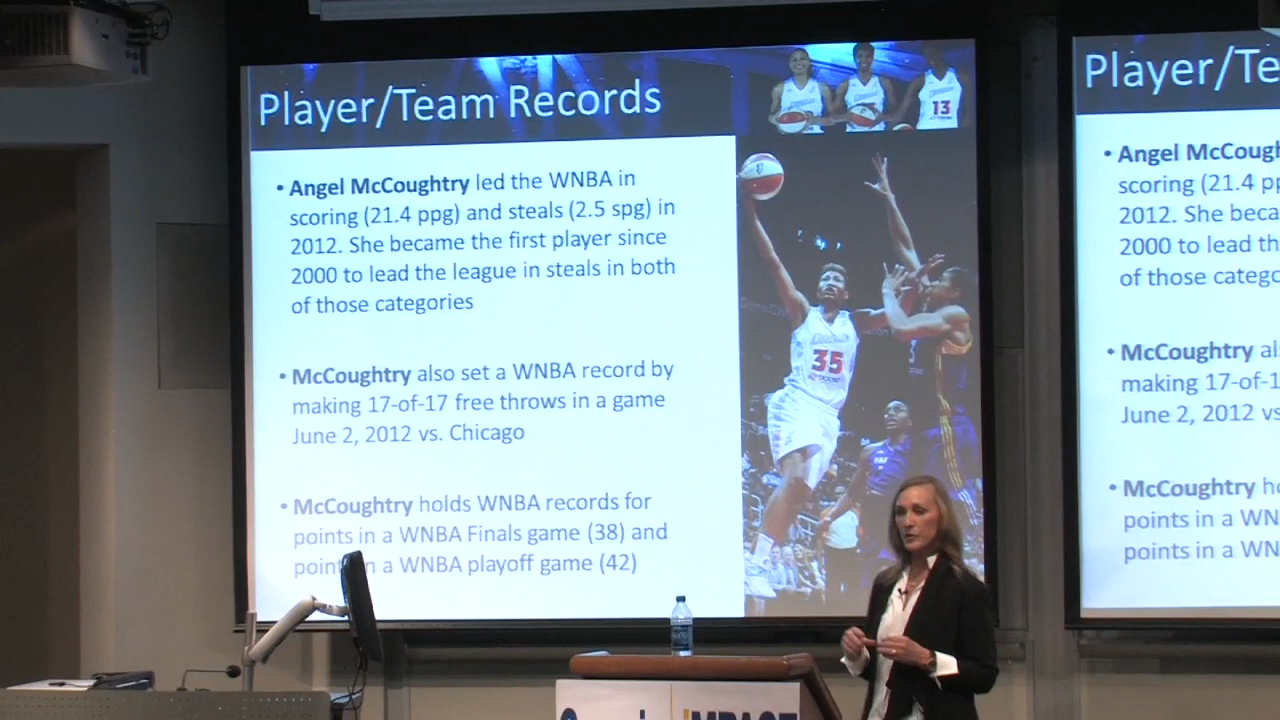 Player/Team Records
• Angel McCoughtry led the WNBA in
scoring (21.4 ppg) and steals (2.5 spg) in
2012. She became the first player since
2000 to lead the league in steals in both
of those categories
• McCoughtry also set a WNBA record by
making 17-of-17 free throws in a game
June 2, 2012 vs. Chicago
• McCoughtry holds WNBA records for
points in a WNBA Finals game (38) and
in a WNBA playoff game (42)
13
35
Player/Te
• Angel McCough
scoring (21.4 pp
2012. She beca
2000 to lead th
of those catego
• McCoughtry al
making 17-of-1
June 2, 2012 vs
• McCoughtry ho
points in a WN
points in a WN
IMPACT